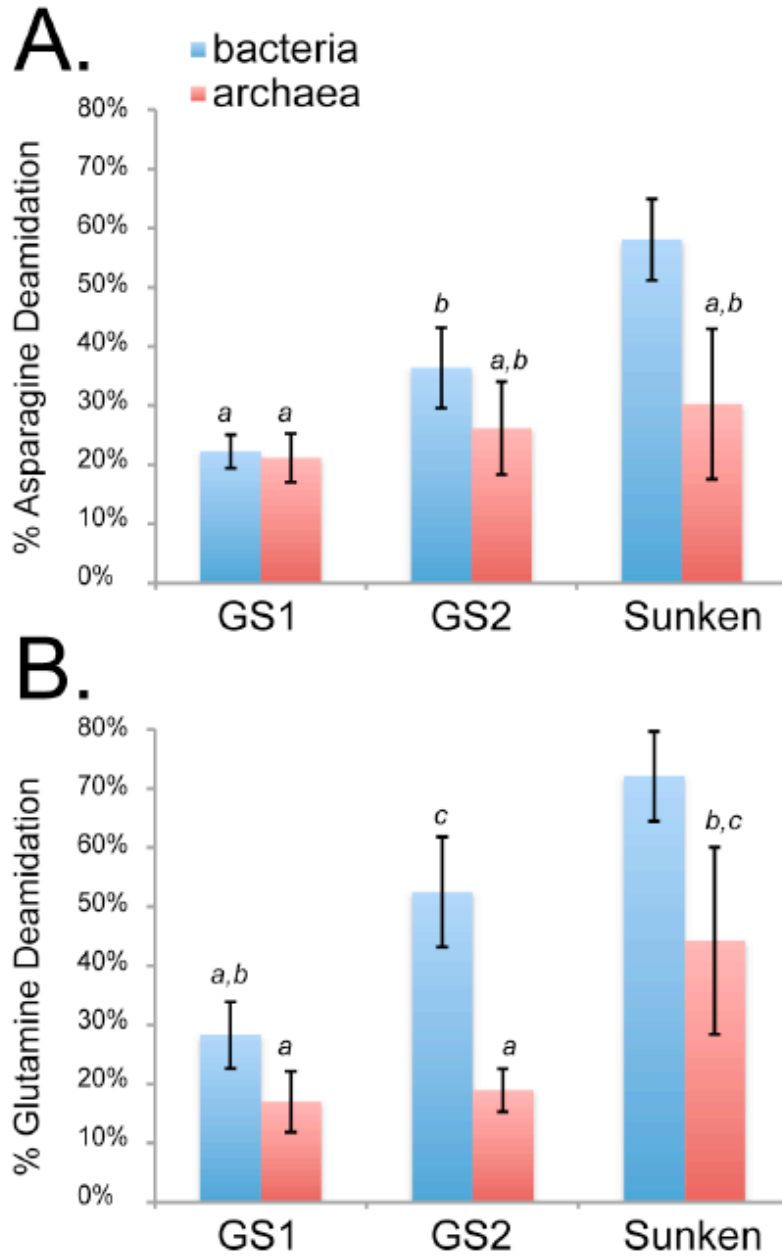 A.
bacteria
archaea
% Asparagine Deamidation
80%
70%
60%
50%
40%
30%
20%
10%
0%
a
a
b
a,b
a,b
GS1 GS2 Sunken
B.
% Glutamine Deamidation
80%
70%
60%
50%
40%
30%
20%
10%
0%
a,b
a
c
a
b,c
GS1 GS2 Sunken